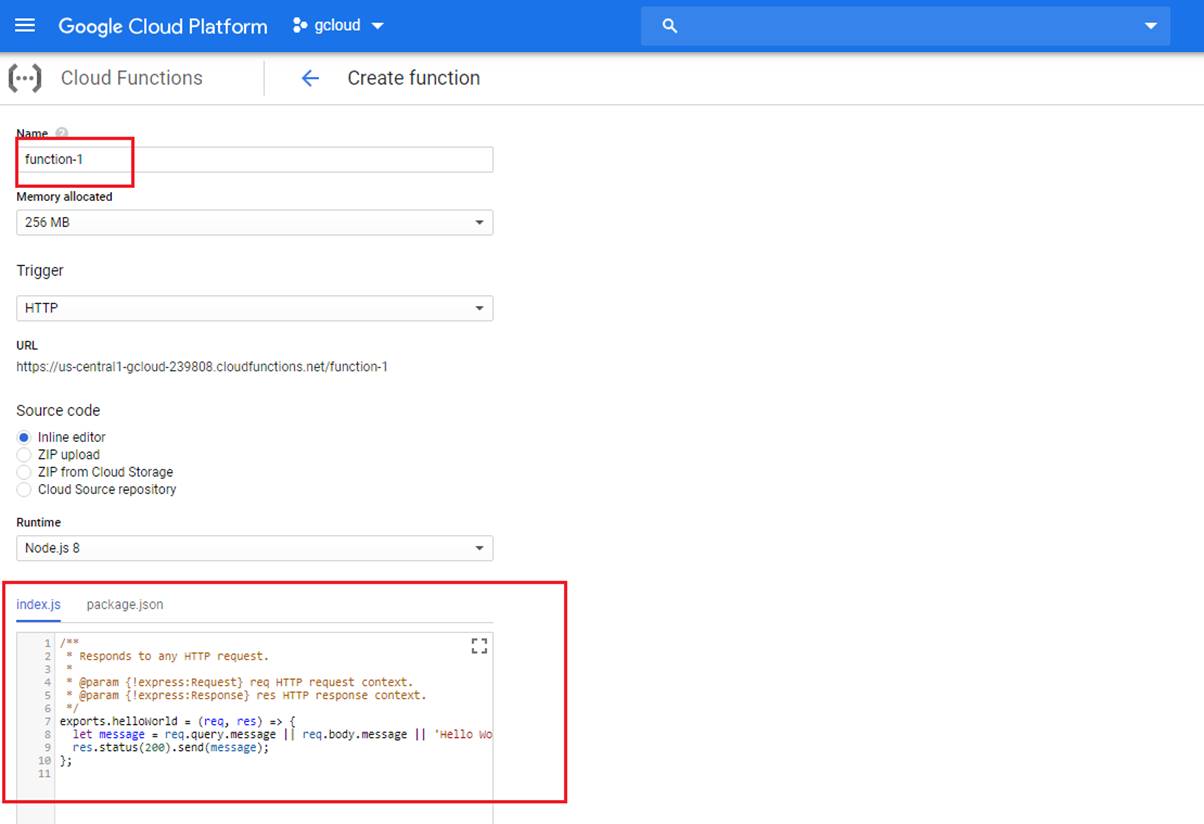 Google Cloud Platform gcloud
Cloud Functions Create function
Name ?
function-1
Memory allocated
256 MB
Trigger
HTTP
URL
https://us-central1-gcloud-239808.cloudfunctions.net/function-1
Source code
Inline editor
ZIP upload
ZIP from Cloud Storage
Cloud Source repository
Runtime
Node.js 8
index.js package.json
1 /**
2 * Responds to any HTTP request.
3 *
4 * @param {!express:Request} req HTTP request context.
5 * @param {!express:Response} res HTTP response context.
6 */
7 exports.helloWorld = (req, res) => {
8 let message = req.query.message || req.body.message || 'Hello Wo
9 res.status(200).send(message);
10 };
11